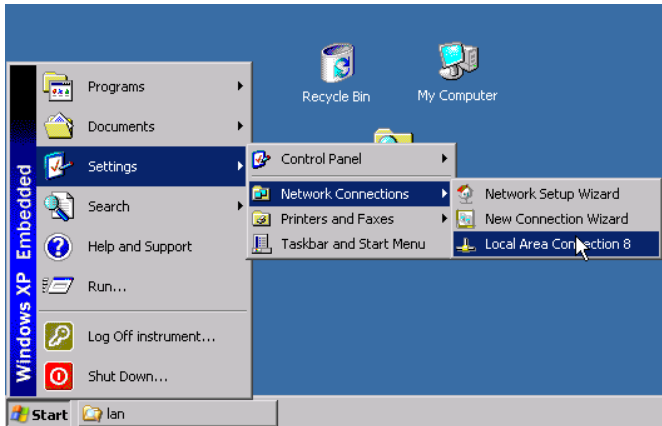 Recycle Bin
My Computer
Programs
Documents
Settings
Search
Help and Support
Run...
Log Off instrument...
Shut Down...
Windows XP Embedded
Control Panel
Network Connections
Printers and Faxes
Taskbar and Start Menu
Network Setup Wizard
New Connection Wizard
Local Area Connection 8
Start
lan